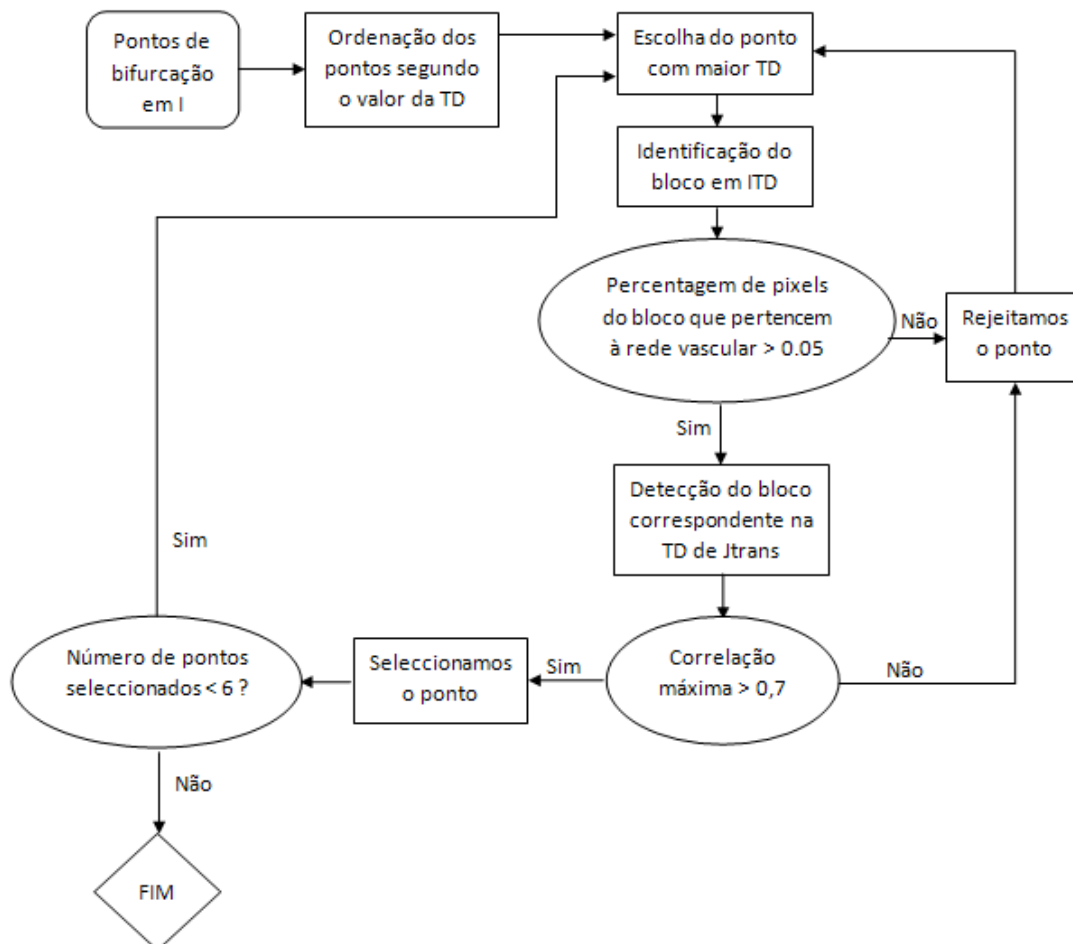 Pontos de
bifurcação
em I
Ordenação dos
pontos segundo
o valor da TD
Escolha do ponto
com maior TD
Identificação do
bloco em ITD
Percentagem de pixels
do bloco que pertencem
à rede vascular > 0.05
Não
Rejeitamos
o ponto
Sim
Detecção do bloco
correspondente na
TD de Jtrans
Sim
Correlação
máxima > 0,7
Não
Sim
Seleccionamos
o ponto
Número de pontos
seleccionados < 6 ?
Não
FIM